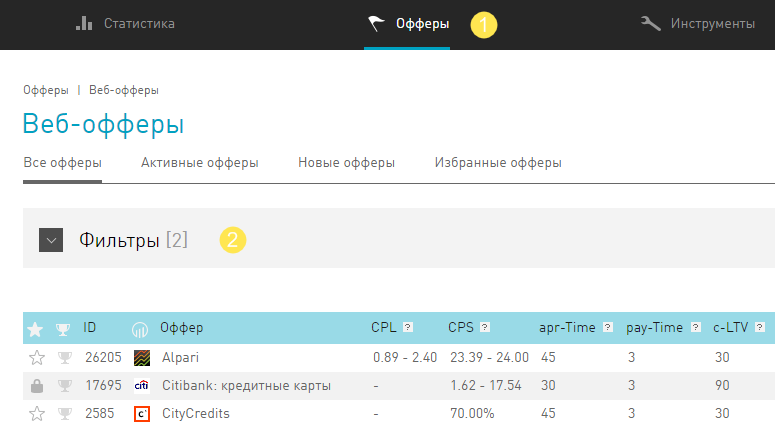 Статистика Офферы 1 Инструменты
Офферы | Веб-офферы
Веб-офферы
Все офферы Активные офферы Новые офферы Избранные офферы
Фильтры [2] 2
ID Оффер CPL ? CPS ? apr-Time ? pay-Time ? c-LTV ?
26205 Alpari 0.89 - 2.40 23.39 - 24.00 45 3 30
17695 citi Citibank: кредитные карты - 1.62 - 17.54 30 3 90
2585 c Citycredits - 70.00% 45 3 30